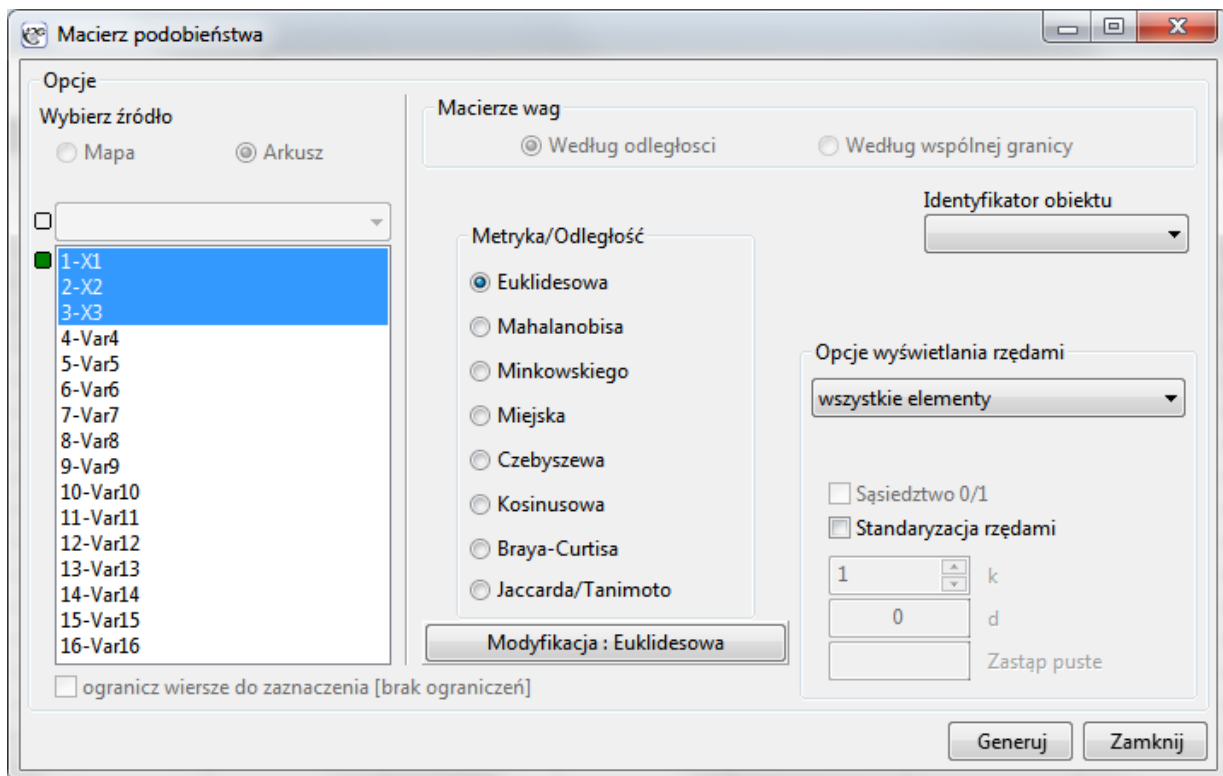 Macierz podobieństwa
Opcje
Wybierz źródło
Mapa
Arkusz
Macierze wag
Według odległosci
Według wspólnej granicy
Identyfikator obiektu
1-X1
2-X2
3-X3
4-Var4
5-Var5
6-Var6
7-Var7
8-Var8
9-Var9
10-Var10
11-Var11
12-Var12
13-Var13
14-Var14
15-Var15
16-Var16
ogranicz wiersze do zaznaczenia [brak ograniczeń]
Metryka/Odległość
Euklidesowa
Mahalanobisa
Minkowskiego
Miejska
Czebyszewa
Kosinusowa
Braya-Curtisa
Jaccarda/Tanimoto
Modyfikacja : Euklidesowa
Opcje wyświetlania rzędami
wszystkie elementy
Sąsiedztwo 0/1
Standaryzacja rzędami
1 k
0 d
Zastąp puste
Generuj
Zamknij